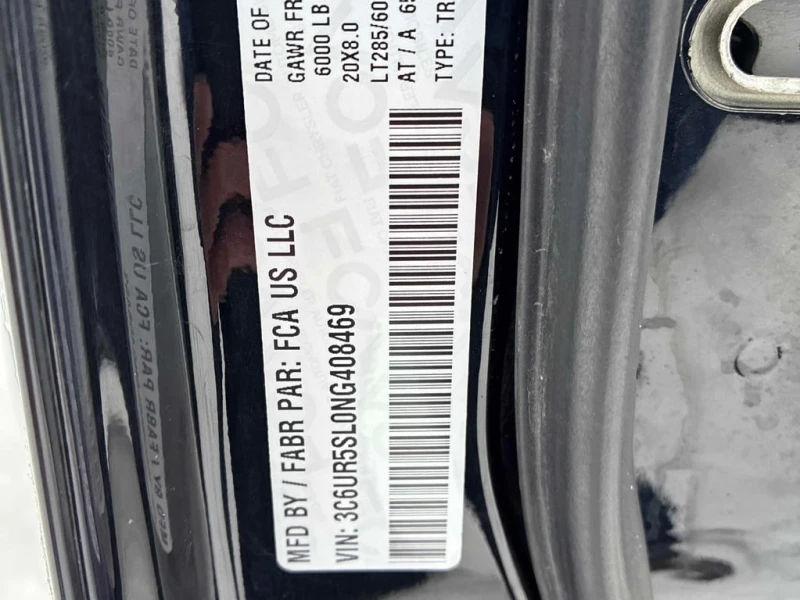 MFD BY / FABR PAR: FCA US LLC
DATE OF
GAWR FR
6000 LB
20X8.0
LT285/60
AT / A
TYPE: TR
VIN: 3C6UR5SL0NG408469